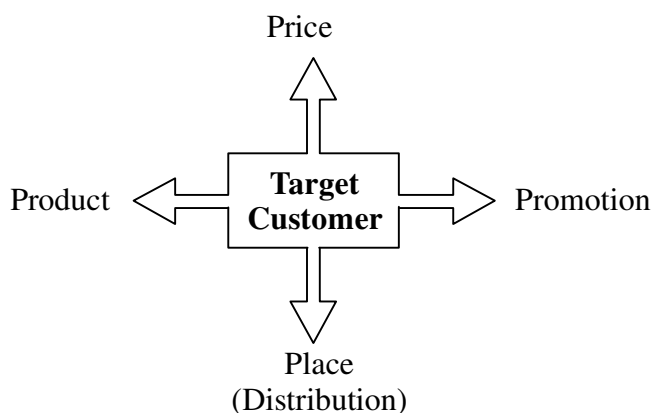 Price
Product
Target
Customer
Promotion
Place
(Distribution)